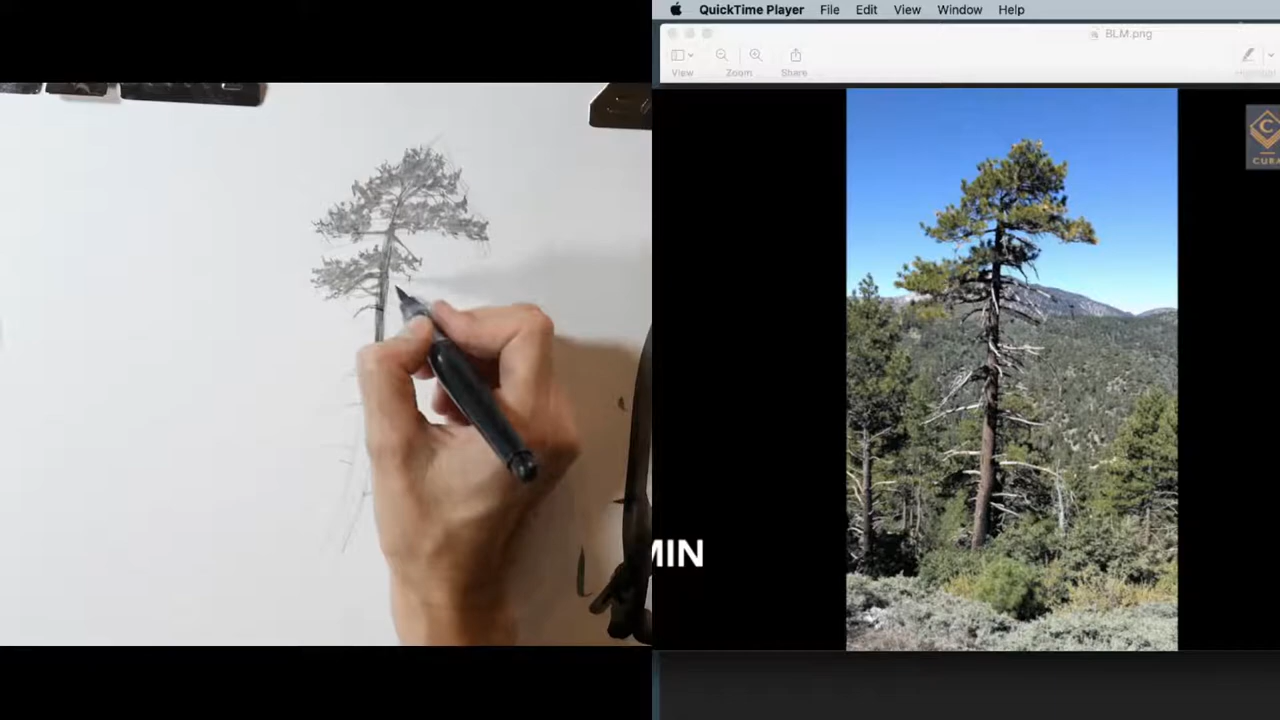 QuickTime Player File Edit View Window Help
BLM.png
View Zoom Share
C
MIN